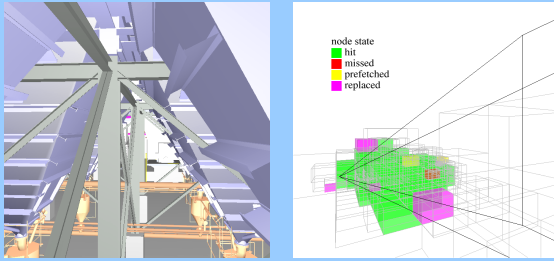 node state
hit
missed
prefetched
replaced